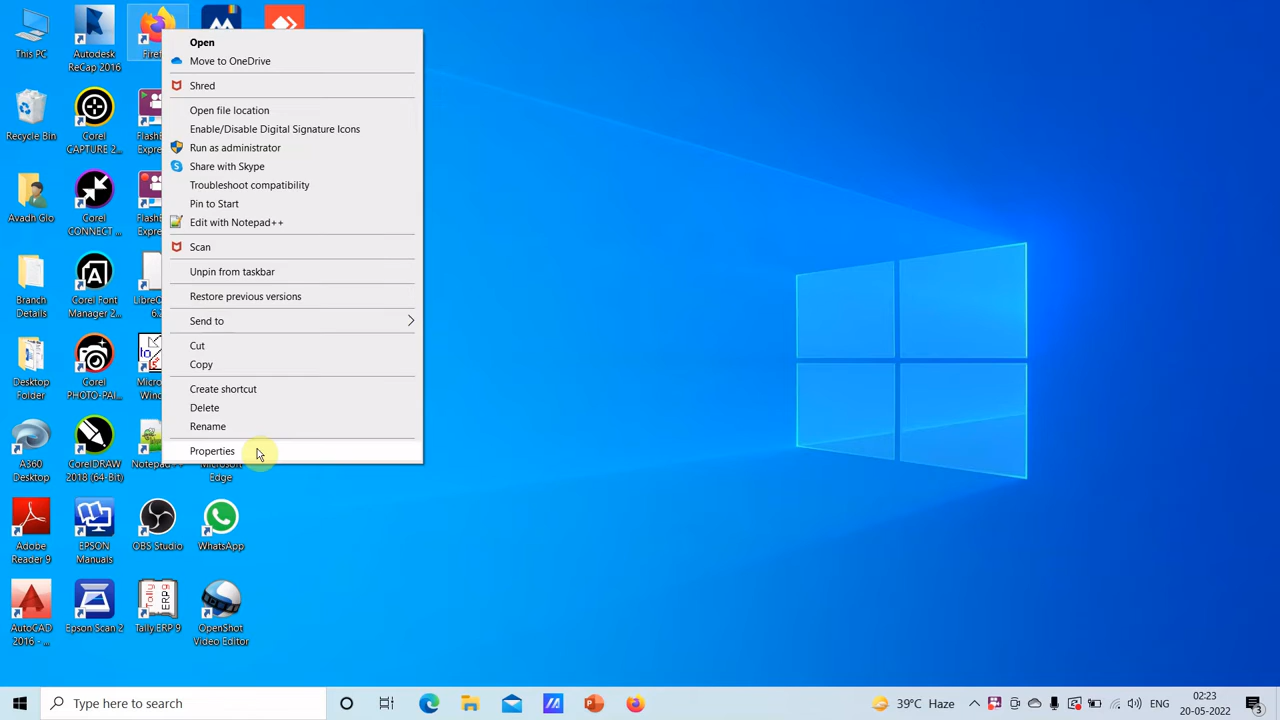 This PC
Autodesk
ReCap 2016
Open
Move to OneDrive
Shred
Open file location
Enable/Disable Digital Signature Icons
Run as administrator
Share with Skype
Troubleshoot compatibility
Pin to Start
Edit with Notepad++
Scan
Unpin from taskbar
Restore previous versions
Send to
Cut
Copy
Create shortcut
Delete
Rename
Properties
Recycle Bin
Corel
CAPTURE 2...
Avadh Glo
Corel
CONNECT ...
Branch
Details
Corel Font
Manager 2...
Desktop
Folder
Corel
PHOTO-PAI...
A360
Desktop
CorelDRAW
2018 (64-Bit)
Microsoft
Edge
Adobe
Reader 9
EPSON
Manuals
OBS Studio
WhatsApp
AutoCAD
2016 - ...
Epson Scan 2
Tally.ERP 9
OpenShot
Video Editor
Type here to search
39°C Haze
ENG
02:23
20-05-2022
3